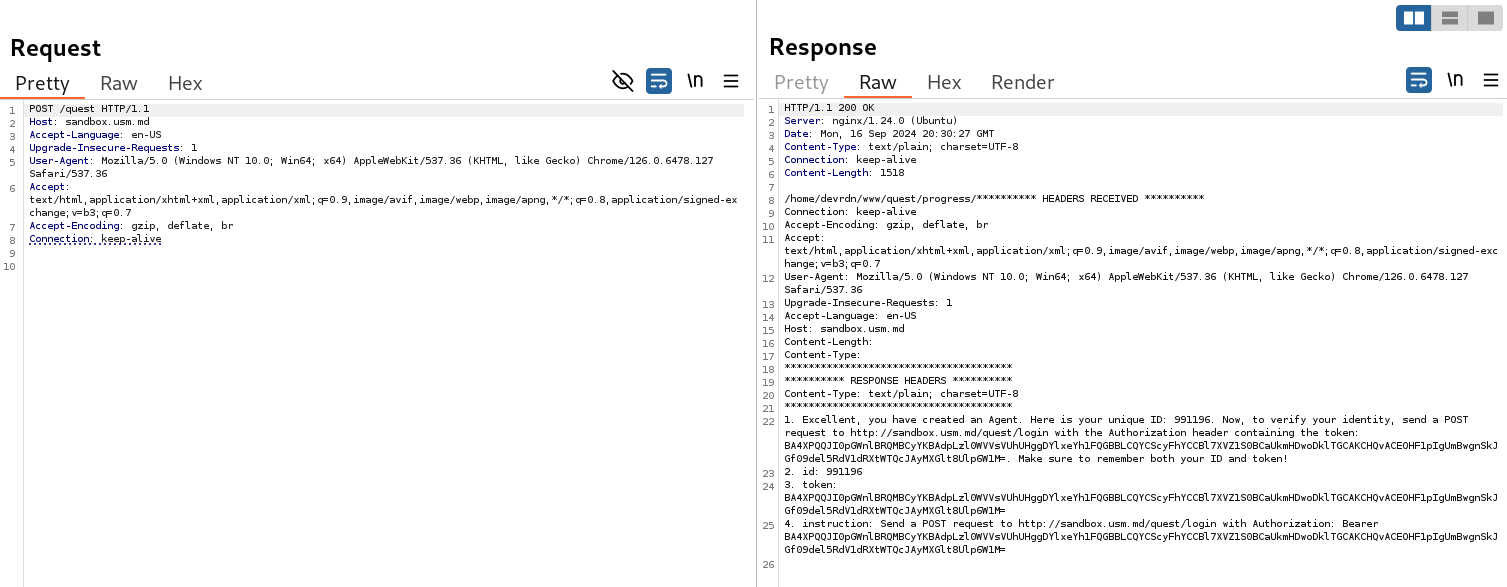 Request
Pretty Raw Hex
\n
1 POST /quest HTTP/1.1
2 Host: sandbox.usm.md
3 Accept-Language: en-US
4 Upgrade-Insecure-Requests: 1
5 User-Agent: Mozilla/5.0 (Windows NT 10.0; Win64; x64) AppleWebKit/537.36 (KHTML, like Gecko) Chrome/126.0.6478.127
Safari/537.36
6 Accept:
text/html,application/xhtml+xml,application/xml;q=0.9,image/avif,image/webp,image/apng,*/*;q=0.8,application/signed-ex
change;v=b3;q=0.7
7 Accept-Encoding: gzip, deflate, br
8 Connection: keep-alive
9
10
Response
Pretty Raw Hex Render
\n
1 HTTP/1.1 200 OK
2 Server: nginx/1.24.0 (Ubuntu)
3 Date: Mon, 16 Sep 2024 20:30:27 GMT
4 Content-Type: text/plain; charset=UTF-8
5 Connection: keep-alive
6 Content-Length: 1518
7
8 /home/devrdn/www/quest/progress/********** HEADERS RECEIVED **********
9 Connection: keep-alive
10 Accept-Encoding: gzip, deflate, br
11 Accept:
text/html,application/xhtml+xml,application/xml;q=0.9,image/avif,image/webp,image/apng,*/*;q=0.8,application/signed-exc
hange;v=b3;q=0.7
12 User-Agent: Mozilla/5.0 (Windows NT 10.0; Win64; x64) AppleWebKit/537.36 (KHTML, like Gecko) Chrome/126.0.6478.127
Safari/537.36
13 Upgrade-Insecure-Requests: 1
14 Accept-Language: en-US
15 Host: sandbox.usm.md
16 Content-Length:
17 Content-Type:
18 **************************************
19 ********** RESPONSE HEADERS **********
20 Content-Type: text/plain; charset=UTF-8
21 **************************************
22 1. Excellent, you have created an Agent. Here is your unique ID: 991196. Now, to verify your identity, send a POST
request to http://sandbox.usm.md/quest/login with the Authorization header containing the token:
BA4XPQQJI0pGWnlBRQMBCyYKBAdpLzl0WVVsVUhUHggDYlxeYh1FQGBBLCQYCScyFhYCCBl7XVZ1S0BCaUkmHDwoDklTGCAKCHQvACEOHF1pIgUmBwgnSkJ
Gf09del5RdV1dRXtWTQcJAyMXGlt8Ulp6W1M=. Make sure to remember both your ID and token!
23 2. id: 991196
24 3. token:
BA4XPQQJI0pGWnlBRQMBCyYKBAdpLzl0WVVsVUhUHggDYlxeYh1FQGBBLCQYCScyFhYCCBl7XVZ1S0BCaUkmHDwoDklTGCAKCHQvACEOHF1pIgUmBwgnSkJ
Gf09del5RdV1dRXtWTQcJAyMXGlt8Ulp6W1M=
25 4. instruction: Send a POST request to http://sandbox.usm.md/quest/login with Authorization: Bearer
BA4XPQQJI0pGWnlBRQMBCyYKBAdpLzl0WVVsVUhUHggDYlxeYh1FQGBBLCQYCScyFhYCCBl7XVZ1S0BCaUkmHDwoDklTGCAKCHQvACEOHF1pIgUmBwgnSkJ
Gf09del5RdV1dRXtWTQcJAyMXGlt8Ulp6W1M=
26